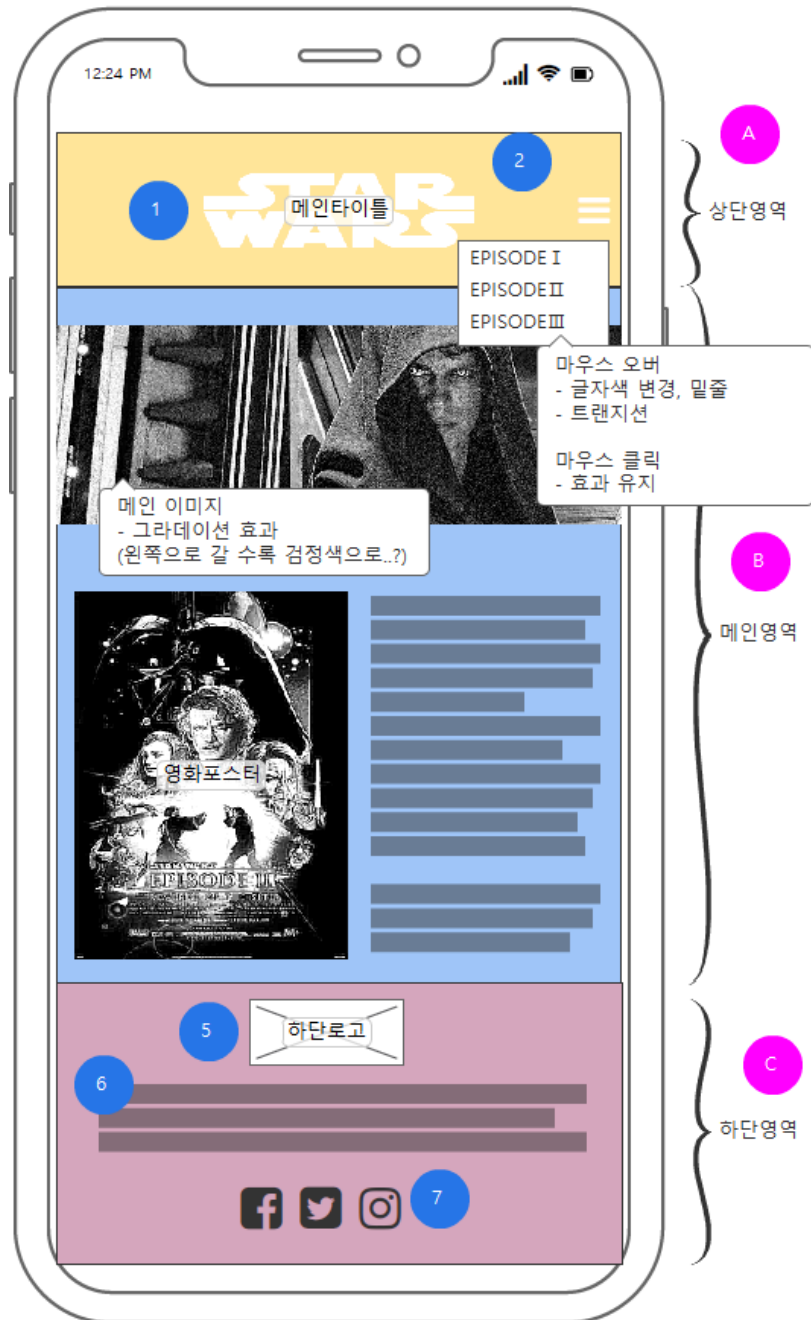 12:24 PM
A
2
STAR
WARS
메인타이틀
1
상단영역
EPISODE Ⅰ
EPISODEⅡ
EPISODEⅢ
마우스 오버
- 글자색 변경, 밑줄
- 트랜지션
마우스 클릭
- 효과 유지
메인 이미지
- 그라데이션 효과
(왼쪽으로 갈 수록 검정색으로..?)
B
메인영역
영화포스터
EPISODE III
5
하단로고
C
6
하단영역
7